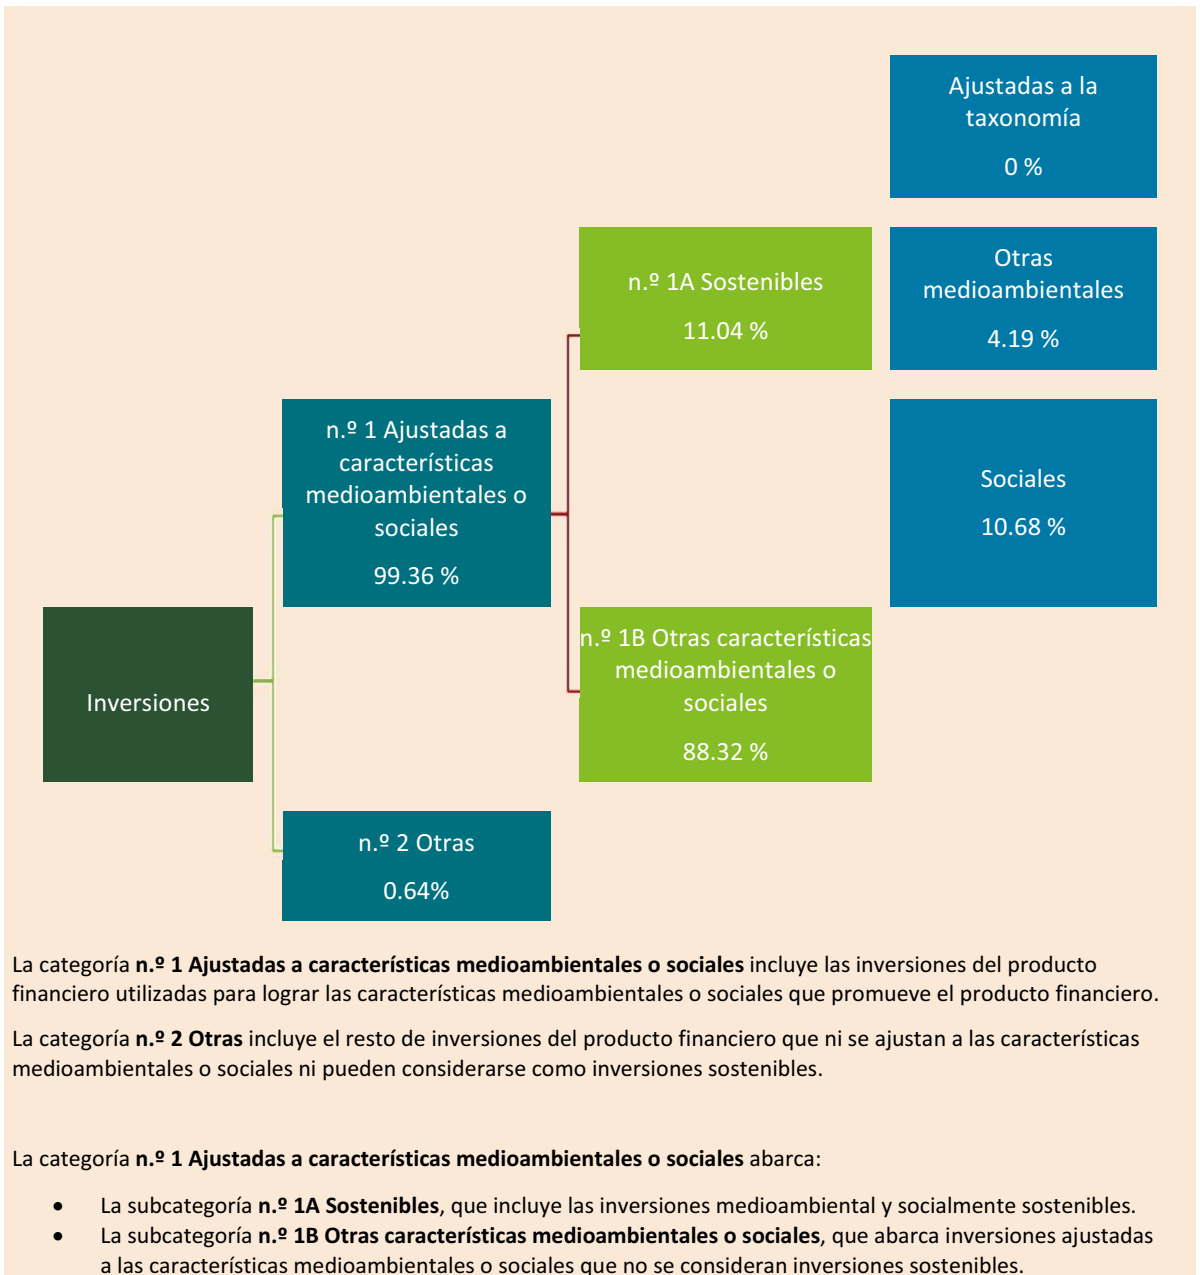 Ajustadas a la
taxonomía
0 %
n.º 1A Sostenibles
11.04 %
Otras
medioambientales
4.19 %
n.º 1 Ajustadas a
características
medioambientales o
sociales
99.36 %
Sociales
10.68 %
Inversiones
n.º 1B Otras características
medioambientales o
sociales
88.32 %
n.º 2 Otras
0.64%
La categoría n.º 1 Ajustadas a características medioambientales o sociales incluye las inversiones del producto
financiero utilizadas para lograr las características medioambientales o sociales que promueve el producto financiero.
La categoría n.º 2 Otras incluye el resto de inversiones del producto financiero que ni se ajustan a las características
medioambientales o sociales ni pueden considerarse como inversiones sostenibles.
La categoría n.º 1 Ajustadas a características medioambientales o sociales abarca:
• La subcategoría n.º 1A Sostenibles, que incluye las inversiones medioambiental y socialmente sostenibles.
• La subcategoría n.º 1B Otras características medioambientales o sociales, que abarca inversiones ajustadas
a las características medioambientales o sociales que no se consideran inversiones sostenibles.